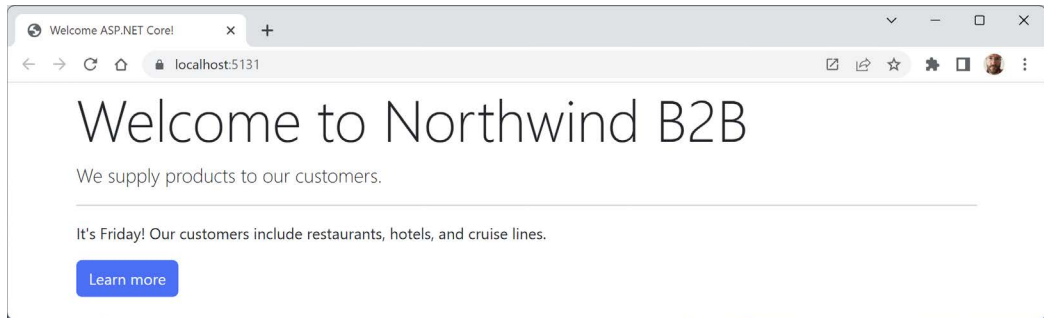 Welcome ASP.NET Core!
localhost:5131
Welcome to Northwind B2B
We supply products to our customers.
It's Friday! Our customers include restaurants, hotels, and cruise lines.
Learn more